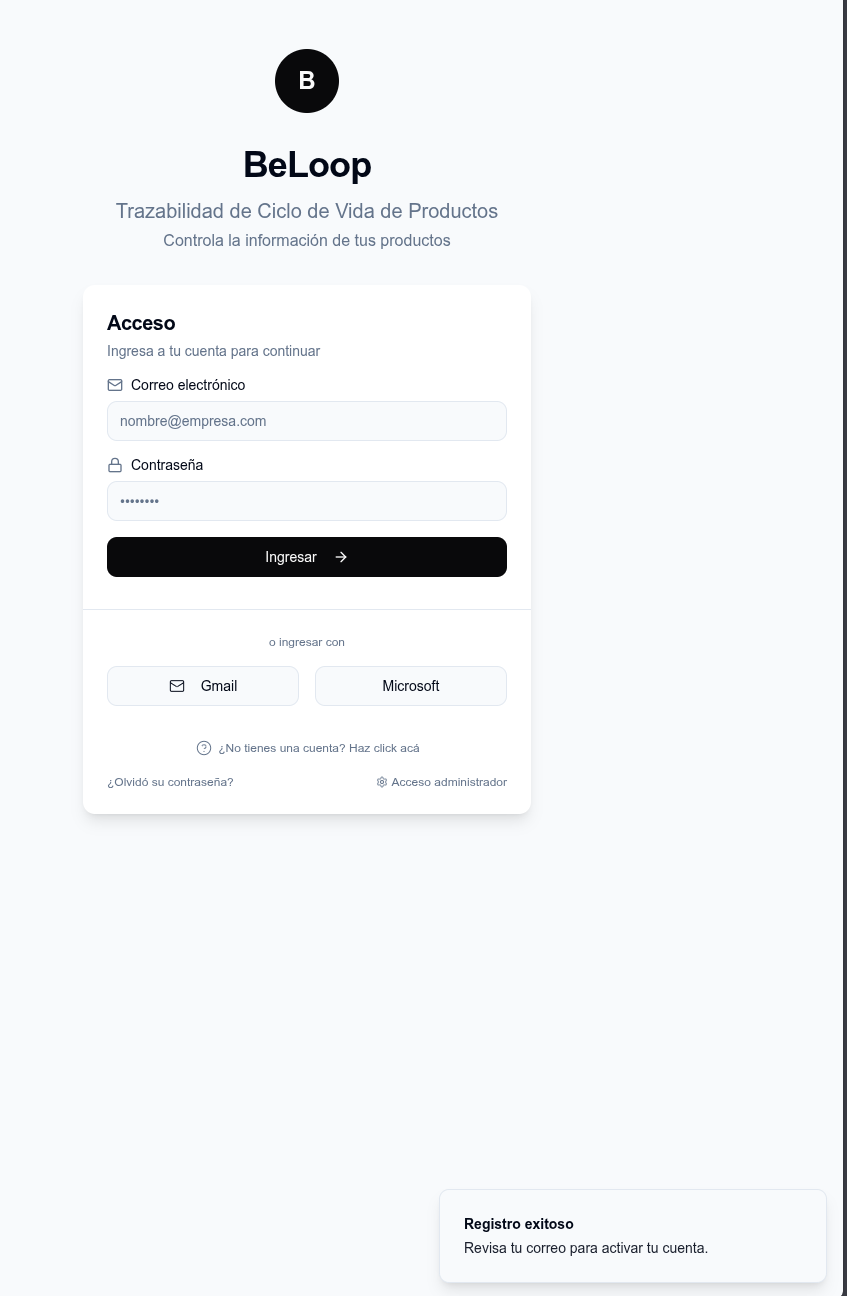 B
BeLoop
Trazabilidad de Ciclo de Vida de Productos
Controla la información de tus productos
Acceso
Ingresa a tu cuenta para continuar
Correo electrónico
nombre@empresa.com
Contraseña
••••••••
Ingresar
o ingresar con
Gmail
Microsoft
¿No tienes una cuenta? Haz click acá
¿Olvidó su contraseña?
Acceso administrador
Registro exitoso
Revisa tu correo para activar tu cuenta.